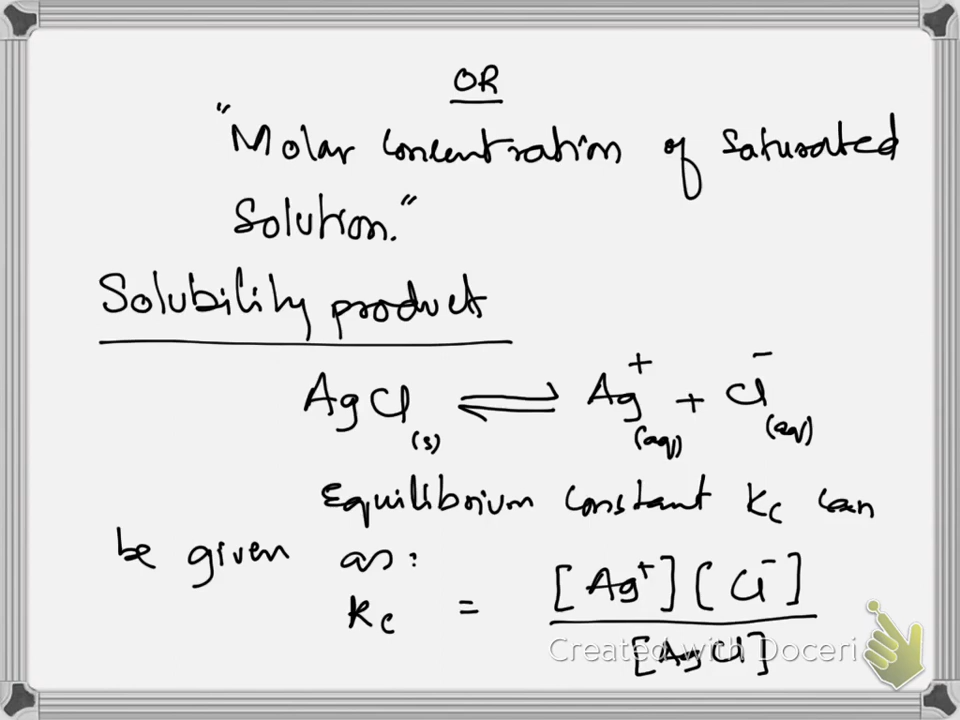 OR
"Molar concentration of saturated
solution."
Solubility product
AgCl(s) ⇌ Ag⁺(aq) + Cl⁻(aq)
Equilibrium constant Kc can
be given as:
Kc = [Ag⁺][Cl⁻] / [AgCl]
Created with Doceri